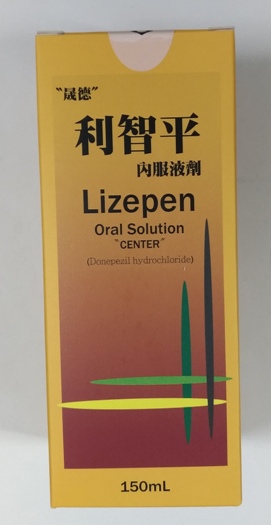 “晟德”
利智平
內服液劑
Lizepen
Oral Solution
“CENTER”
(Donepezil hydrochloride)
150mL